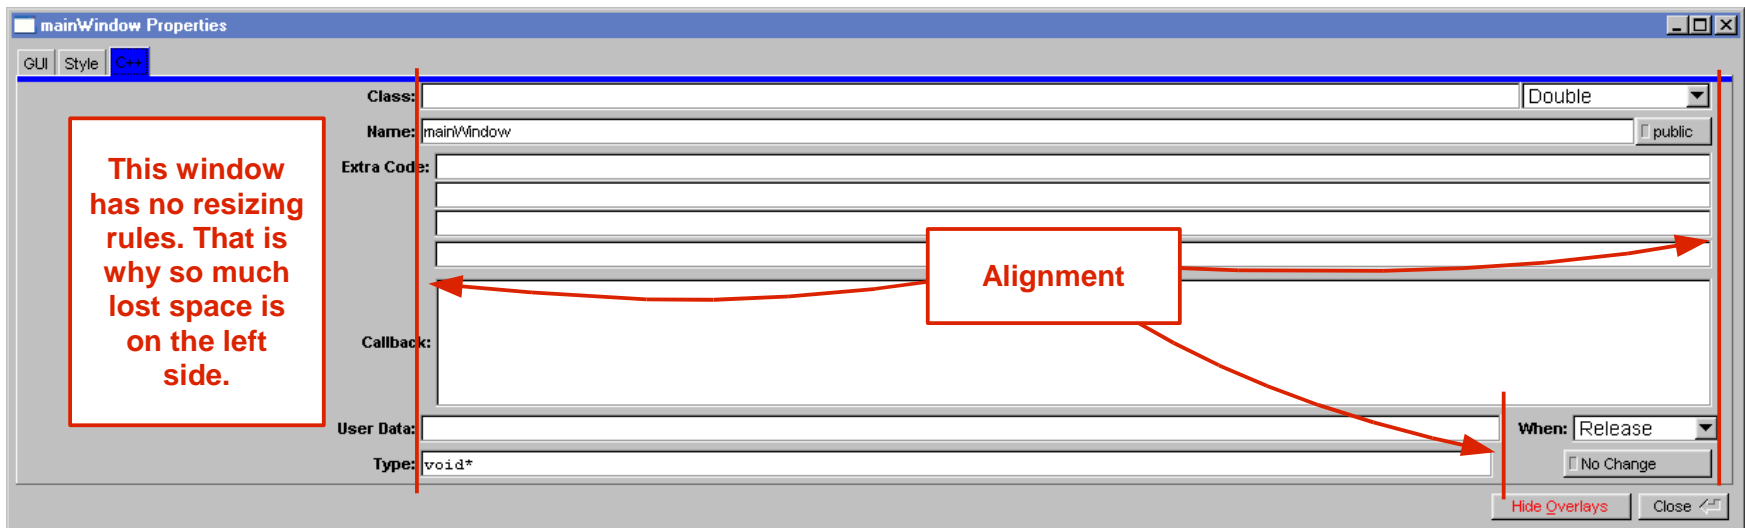 mainWindow Properties
GUI Style C++
Class: Double
Name: mainWindow public
Extra Code:
This window
has no resizing
rules. That is
why so much
lost space is
on the left
side.
Alignment
Callback:
User Data: When: Release
Type: void* No Change
Hide Overlays Close